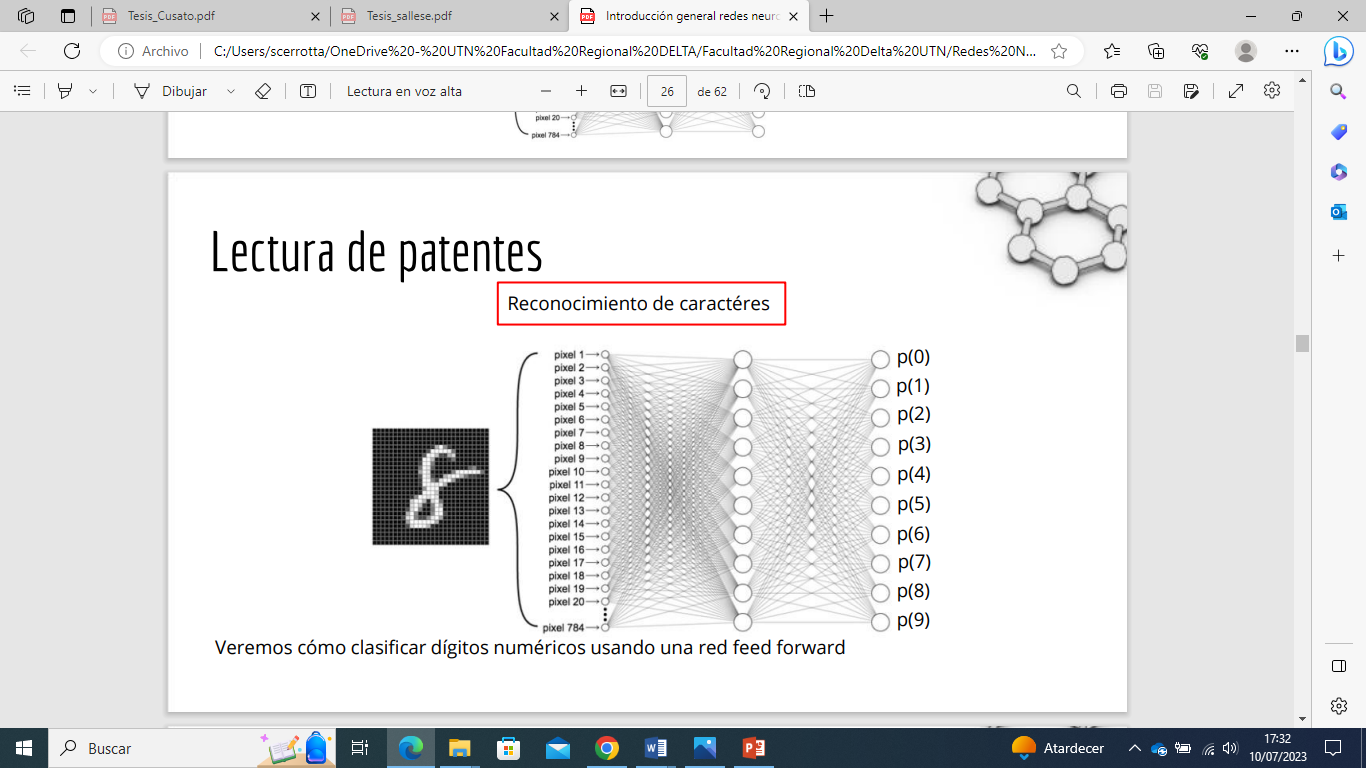 Tesis_Cusato.pdf
Tesis_sallese.pdf
Introducción general redes neuro
Archivo
C:/Users/scerrotta/OneDrive%20-%20UTN%20Facultad%20Regional%20DELTA/Facultad%20Regional%20Delta%20UTN/Redes%20N...
Dibujar
Lectura en voz alta
26
de 62
pixel 20
pixel 784
Lectura de patentes
Reconocimiento de caractéres
pixel 1
pixel 2
pixel 3
pixel 4
pixel 5
pixel 6
pixel 7
pixel 8
pixel 9
pixel 10
pixel 11
pixel 12
pixel 13
pixel 14
pixel 15
pixel 16
pixel 17
pixel 18
pixel 19
pixel 20
pixel 784
8
p(0)
p(1)
p(2)
p(3)
p(4)
p(5)
p(6)
p(7)
p(8)
p(9)
Veremos cómo clasificar dígitos numéricos usando una red feed forward
Buscar
Atardecer
17:32
10/07/2023